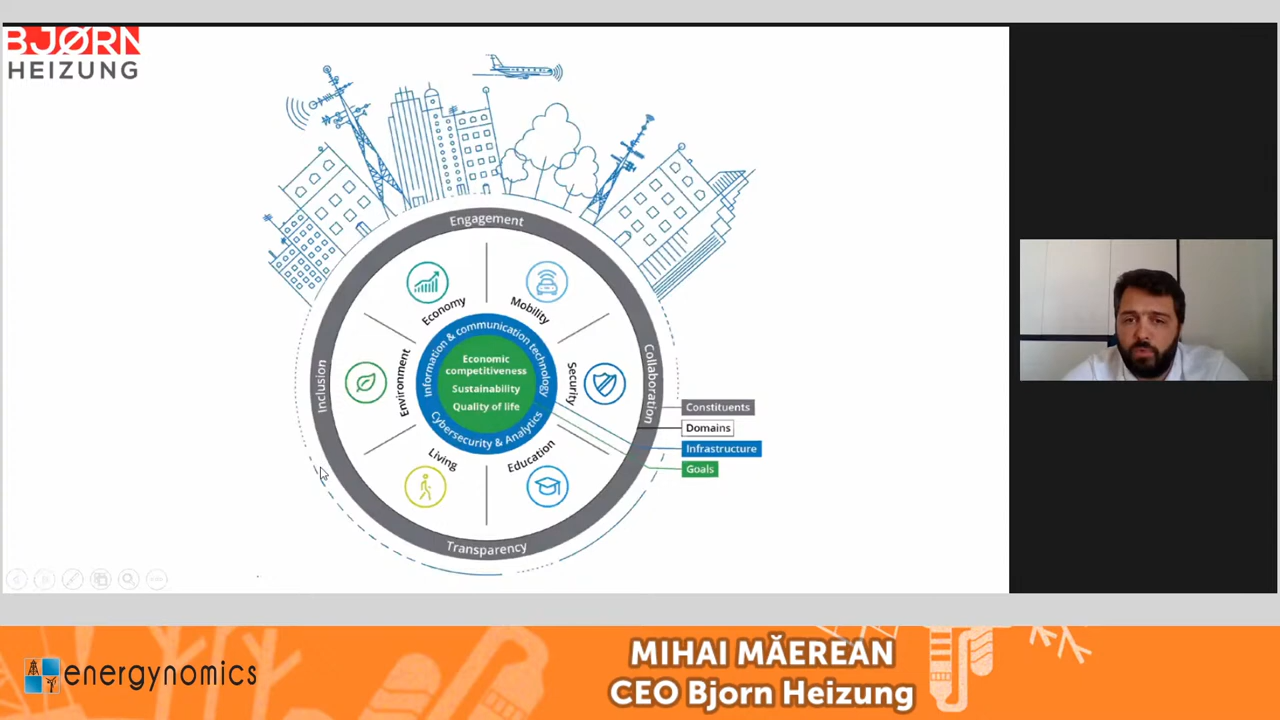 BJØRN
HEIZUNG
Engagement
Economy
Mobility
Information & communication technology
Inclusion
Environment
Economic
competitiveness
Sustainability
Quality of life
Security
Collaboration
Cybersecurity & Analytics
Living
Education
Transparency
Constituents
Domains
Infrastructure
Goals
energynomics
MIHAI MĂEREAN
CEO Bjorn Heizung